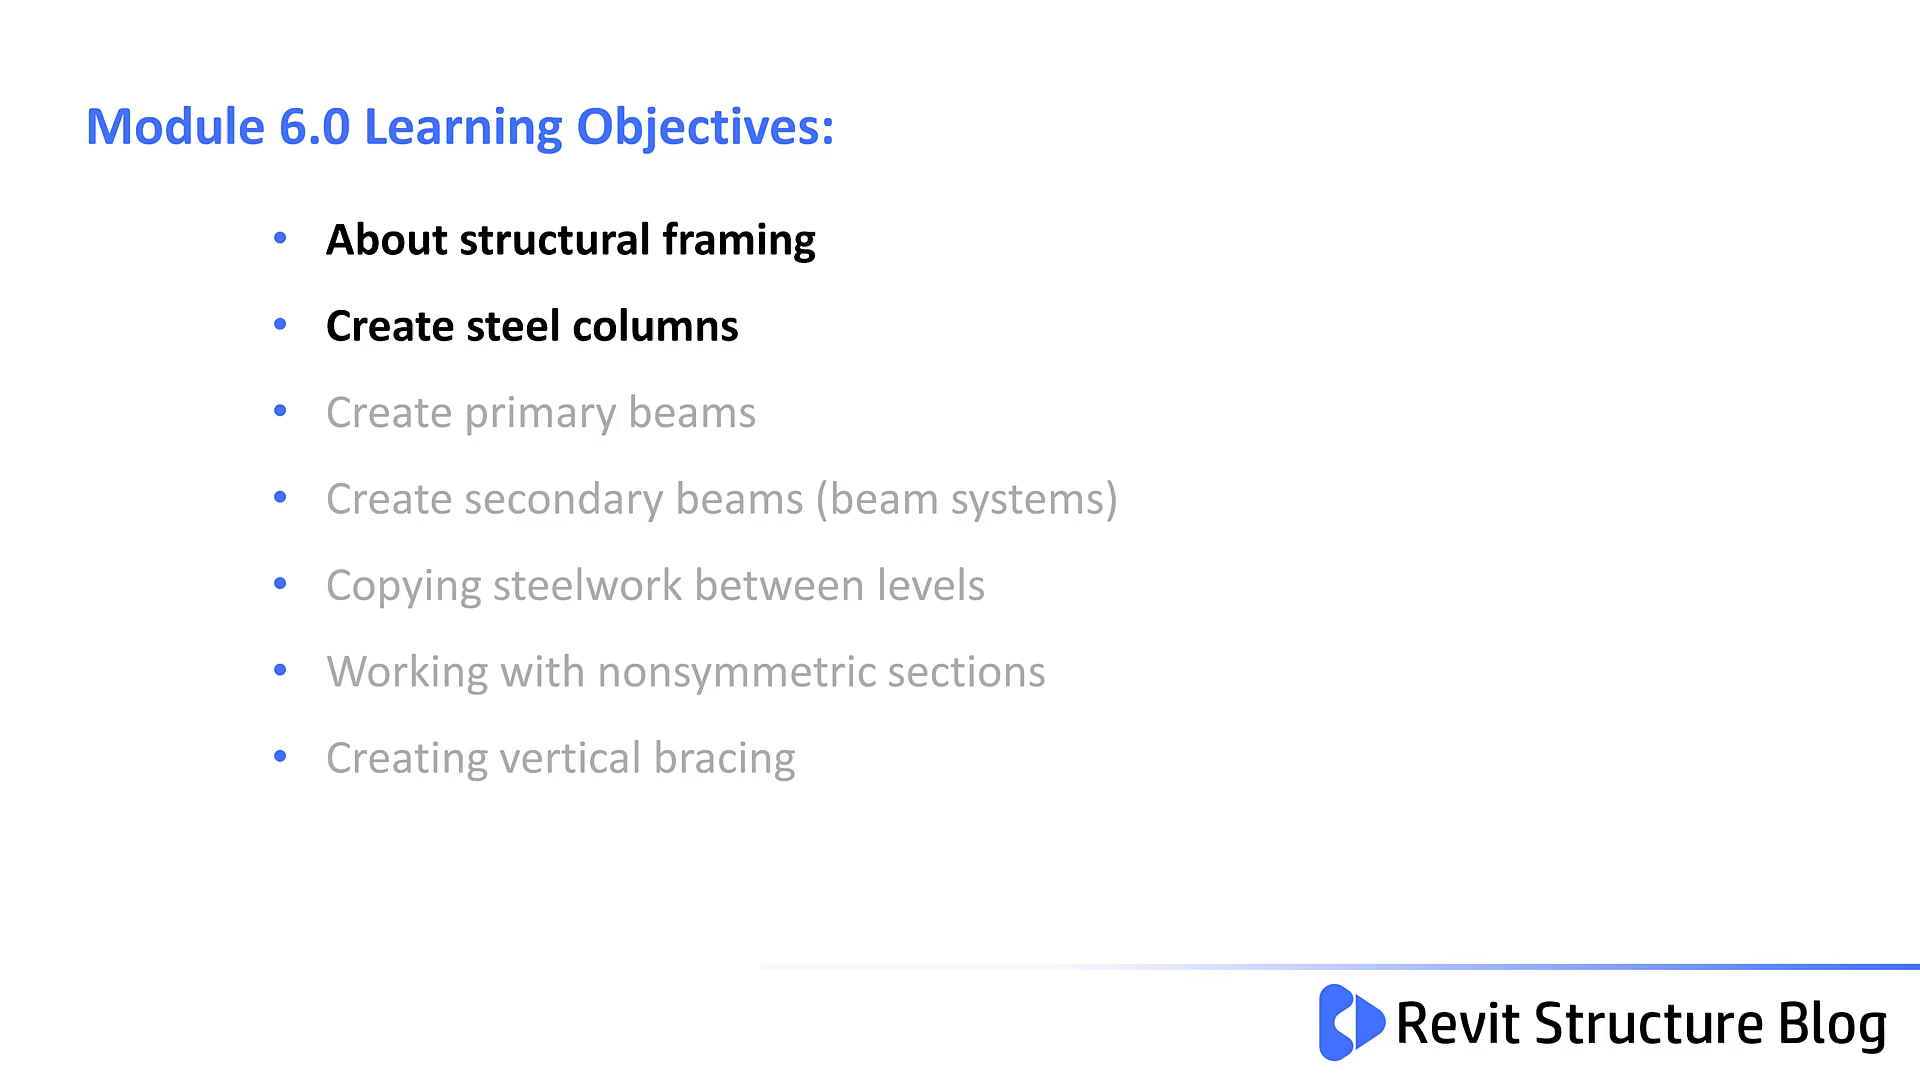 Module 6.0 Learning Objectives:
• About structural framing
• Create steel columns
• Create primary beams
• Create secondary beams (beam systems)
• Copying steelwork between levels
• Working with nonsymmetric sections
• Creating vertical bracing
Revit Structure Blog